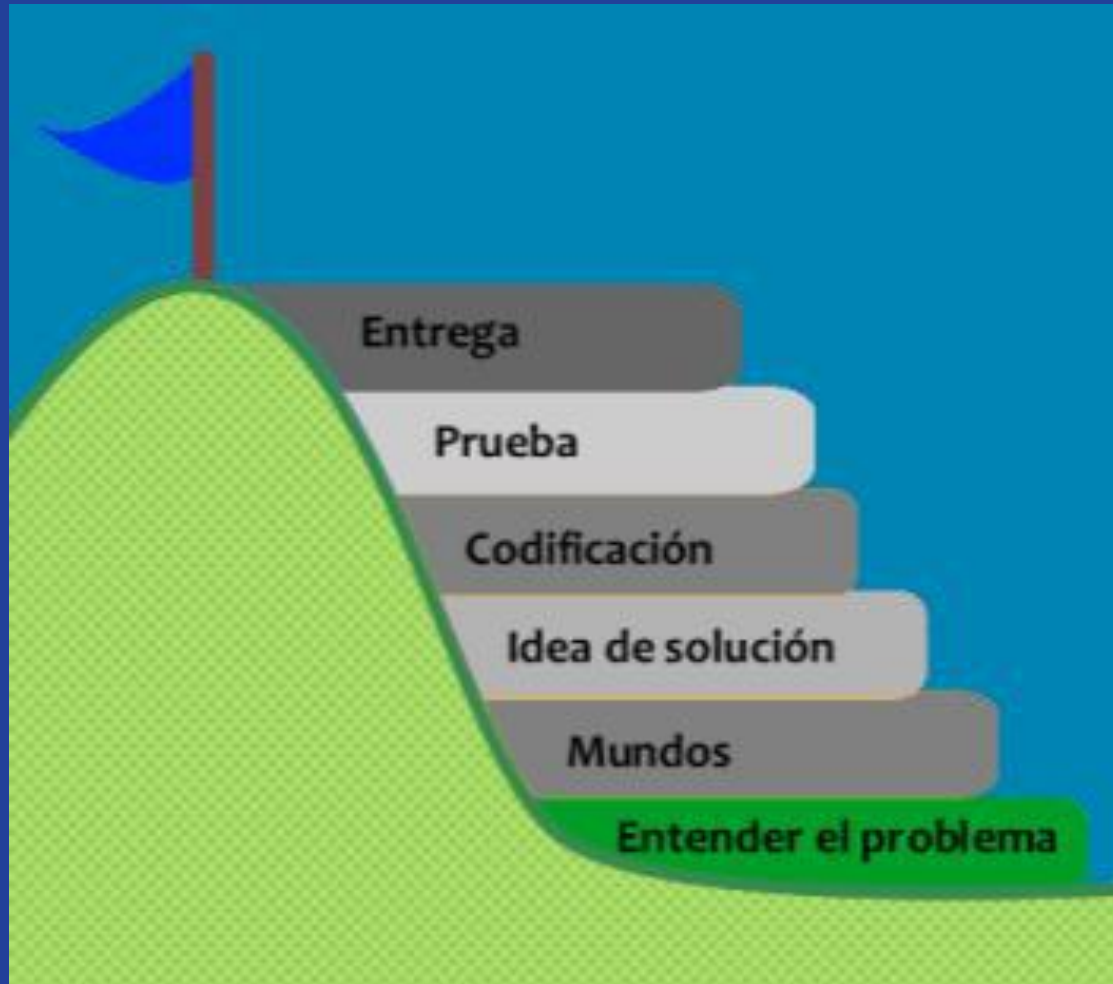 Entrega
Prueba
Codificación
Idea de solución
Mundos
Entender el problema